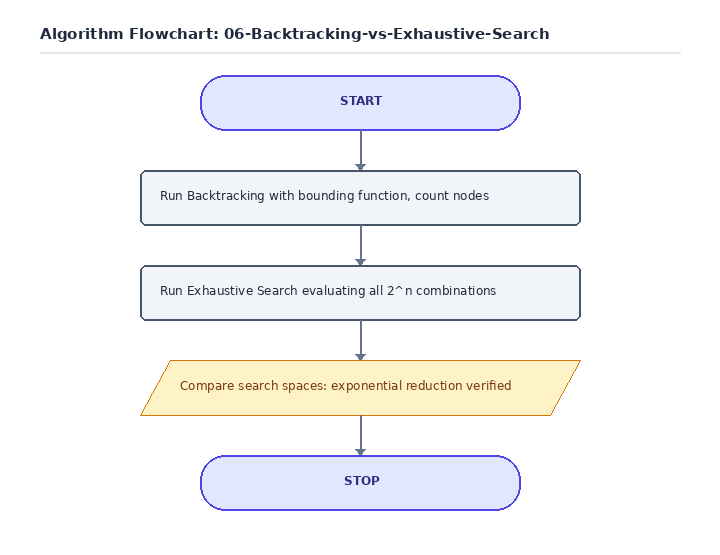 Algorithm Flowchart: 06-Backtracking-vs-Exhaustive-Search
START
Run Backtracking with bounding function, count nodes
Run Exhaustive Search evaluating all 2^n combinations
Compare search spaces: exponential reduction verified
STOP